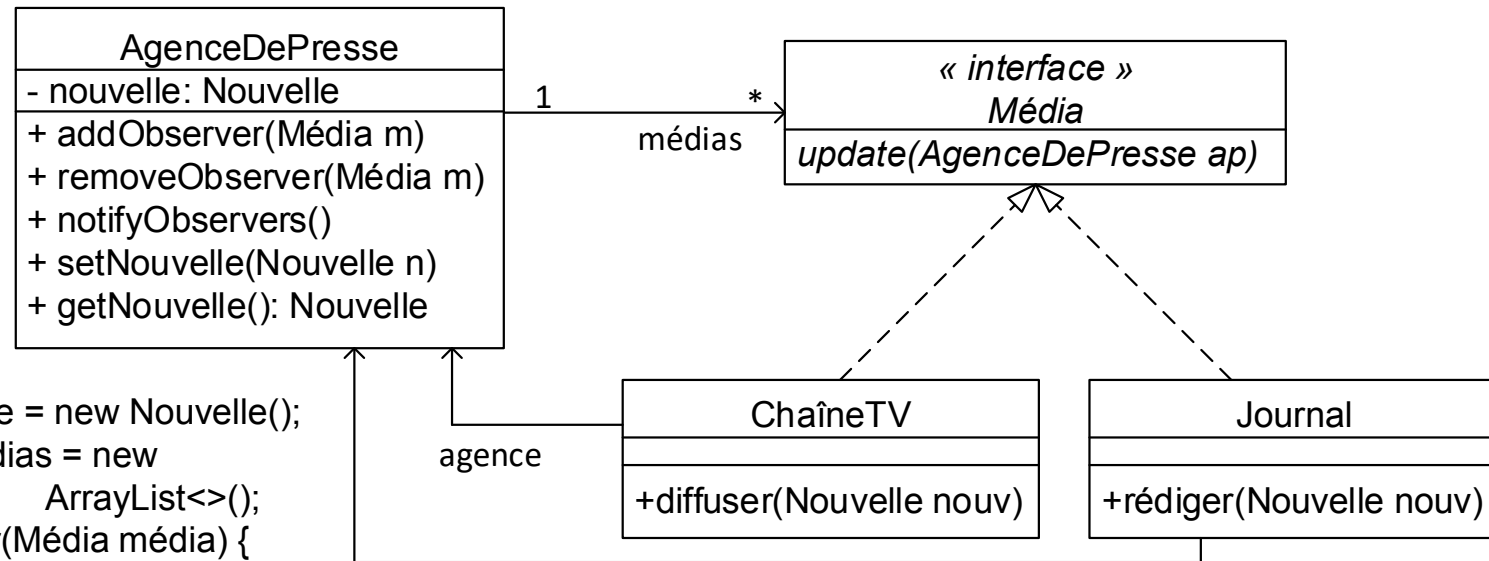 AgenceDePresse
- nouvelle: Nouvelle
+ addObserver(Média m)
+ removeObserver(Média m)
+ notifyObservers()
+ setNouvelle(Nouvelle n)
+ getNouvelle(): Nouvelle
1
*
médias
« interface »
Média
update(AgenceDePresse ap)
agence
ChaîneTV
+diffuser(Nouvelle nouv)
Journal
+rédiger(Nouvelle nouv)
= new Nouvelle();
= new
ArrayList<>();
(Média média) {